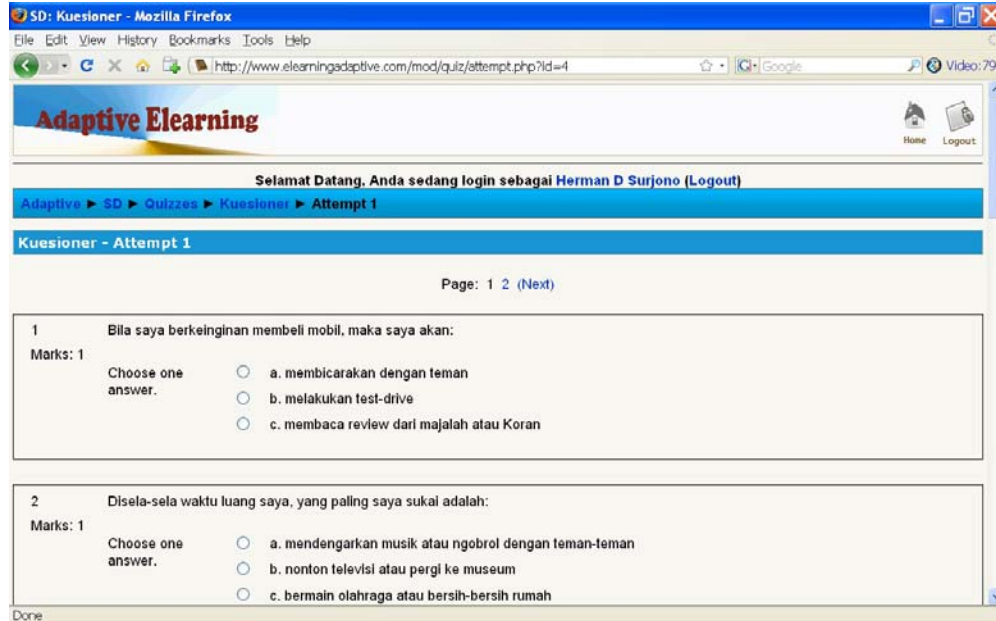 SD: Kuesioner - Mozilla Firefox
File Edit View History Bookmarks Tools Help
http://www.elearningadaptive.com/mod/quiz/attempt.php?id=4 Google Video:79
Adaptive Elearning
Home Logout
Selamat Datang, Anda sedang login sebagai Herman D Surjono (Logout)
Adaptive ► SD ► Quizzes ► Kuesioner ► Attempt 1
Kuesioner - Attempt 1
Page: 1 2 (Next)
1 Bila saya berkeinginan membeli mobil, maka saya akan:
Marks: 1
Choose one answer.
a. membicarakan dengan teman
b. melakukan test-drive
c. membaca review dari majalah atau Koran
2 Disela-sela waktu luang saya, yang paling saya sukai adalah:
Marks: 1
Choose one answer.
a. mendengarkan musik atau ngobrol dengan teman-teman
b. nonton televisi atau pergi ke museum
c. bermain olahraga atau bersih-bersih rumah
Done